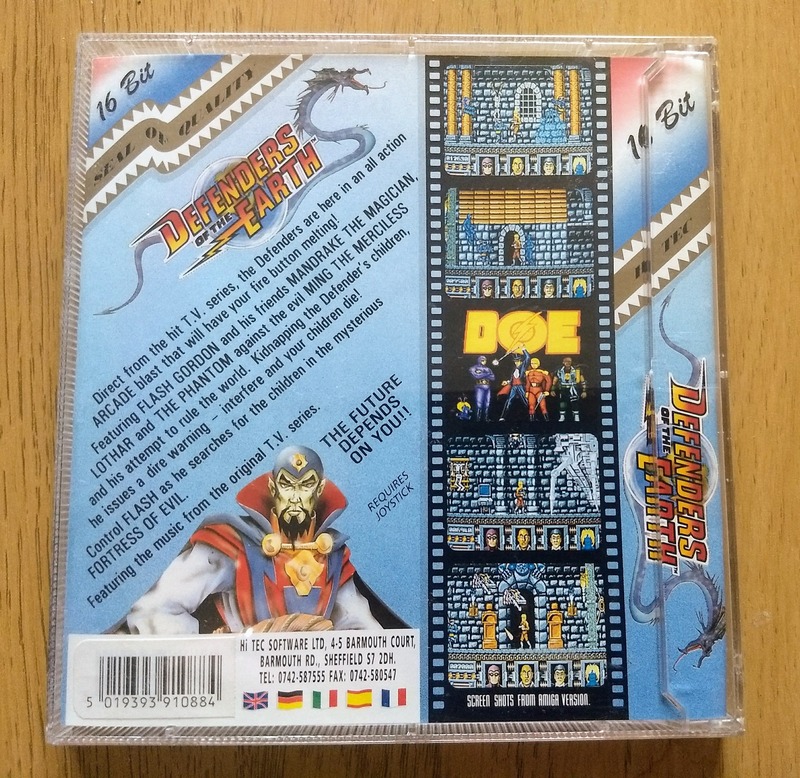 16 Bit
SEAL OF QUALITY
DEFENDERS
OF THE
EARTH
Direct from the hit T.V. series, the Defenders are here in an all action
ARCADE blast that will have your fire button melting!
Featuring FLASH GORDON and his friends MANDRAKE THE MAGICIAN,
LOTHAR and THE PHANTOM against the evil MING THE MERCILESS
and his attempt to rule the world. Kidnapping the Defender's children,
he issues a dire warning – interfere and your children die!
Control FLASH as he searches for the children in the mysterious
FORTRESS OF EVIL.
Featuring the music from the original T.V. series.
THE FUTURE
DEPENDS
ON YOU!!
REQUIRES
JOYSTICK
Hi TEC SOFTWARE LTD, 4-5 BARMOUTH COURT,
BARMOUTH RD., SHEFFIELD S7 2DH.
TEL: 0742-587555 FAX: 0742-580547
5 019393 910884
DOE
SCREEN SHOTS FROM AMIGA VERSION.
16 Bit
HI TEC
DEFENDERS
OF THE
EARTH™